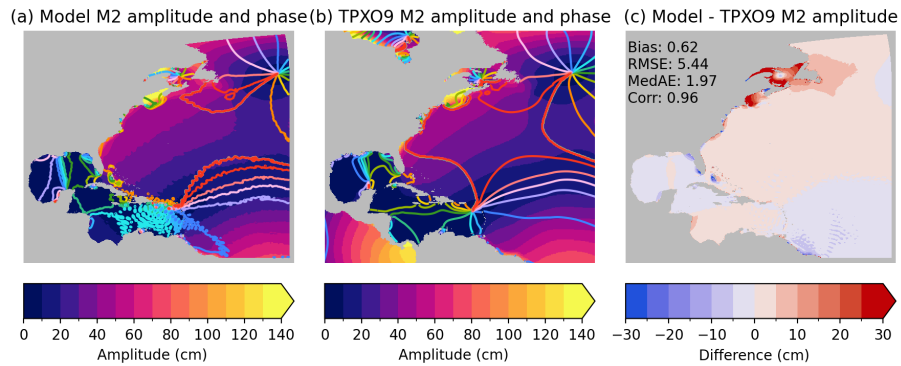 (a) Model M2 amplitude and phase
(b) TPXO9 M2 amplitude and phase
(c) Model - TPXO9 M2 amplitude
Bias: 0.62
RMSE: 5.44
MedAE: 1.97
Corr: 0.96
0 20 40 60 80 100 120 140
Amplitude (cm)
0 20 40 60 80 100 120 140
Amplitude (cm)
−30 −20 −10 0 10 20 30
Difference (cm)